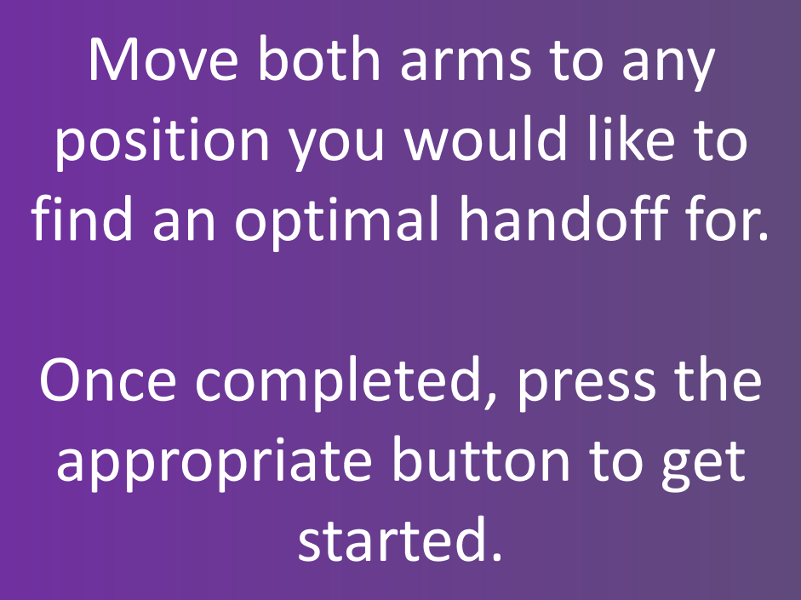 Move both arms to any
position you would like to
find an optimal handoff for.
Once completed, press the
appropriate button to get
started.